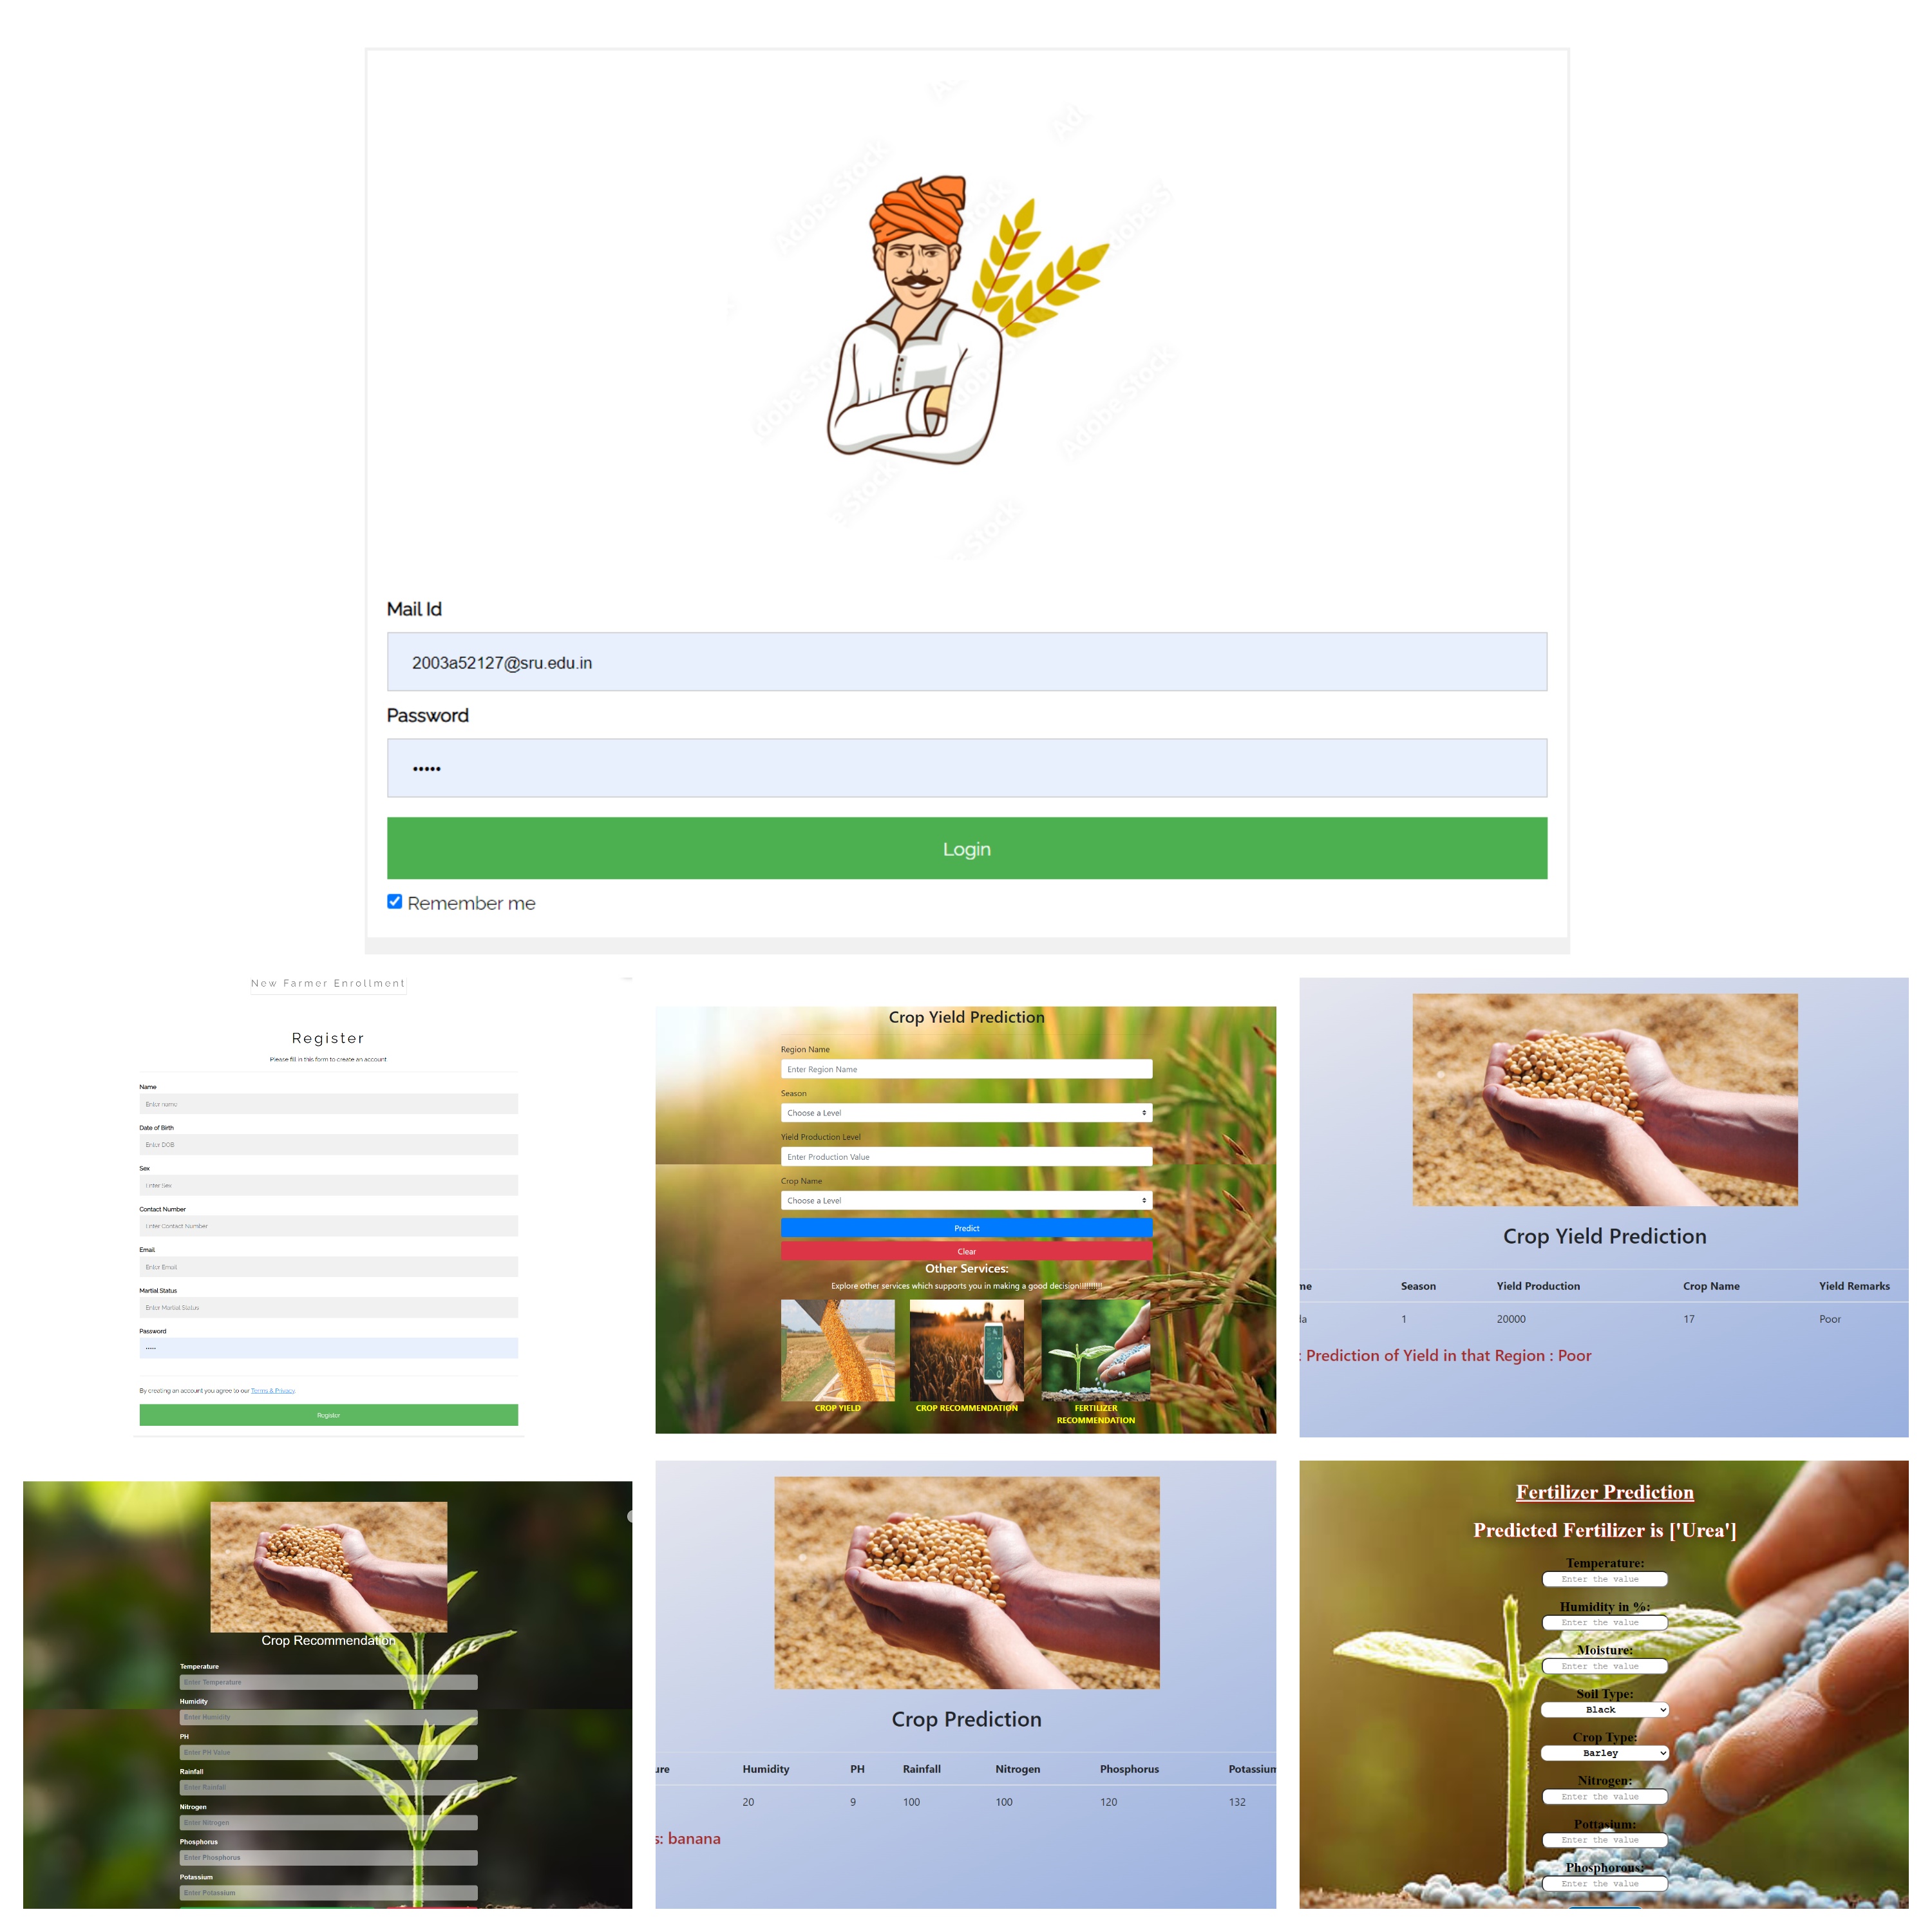 Adobe Stock
Adobe Stock
Adobe Stock
Mail Id
2003a52127@sru.edu.in
Password
•••••
Login
Remember me
New Farmer Enrollment
Register
Please fill in this form to create an account
Name
Enter name
Date of Birth
Enter DOB
Sex
Enter Sex
Contact Number
Enter Contact Number
Email
Enter Email
Martial Status
Enter Martial Status
Password
•••••
By creating an account you agree to our Terms & Privacy.
Register
Crop Yield Prediction
Region Name
Enter Region Name
Season
Choose a Level
Yield Production Level
Enter Production Value
Crop Name
Choose a Level
Predict
Clear
Other Services:
Explore other services which supports you in making a good decision!!!!!!!!!!
CROP YIELD
CROP RECOMMENDATION
FERTILIZER
RECOMMENDATION
Crop Yield Prediction
me Season Yield Production Crop Name Yield Remarks
la 1 20000 17 Poor
: Prediction of Yield in that Region : Poor
Crop Recommendation
Temperature
Enter Temperature
Humidity
Enter Humidity
PH
Enter PH Value
Rainfall
Enter Rainfall
Nitrogen
Enter Nitrogen
Phosphorus
Enter Phosphorus
Potassium
Enter Potassium
Crop Prediction
ure Humidity PH Rainfall Nitrogen Phosphorus Potassium
20 9 100 100 120 132
s: banana
Fertilizer Prediction
Predicted Fertilizer is ['Urea']
Temperature:
Enter the value
Humidity in %:
Enter the value
Moisture:
Enter the value
Soil Type:
Black
Crop Type:
Barley
Nitrogen:
Enter the value
Pottasium:
Enter the value
Phosphorous:
Enter the value